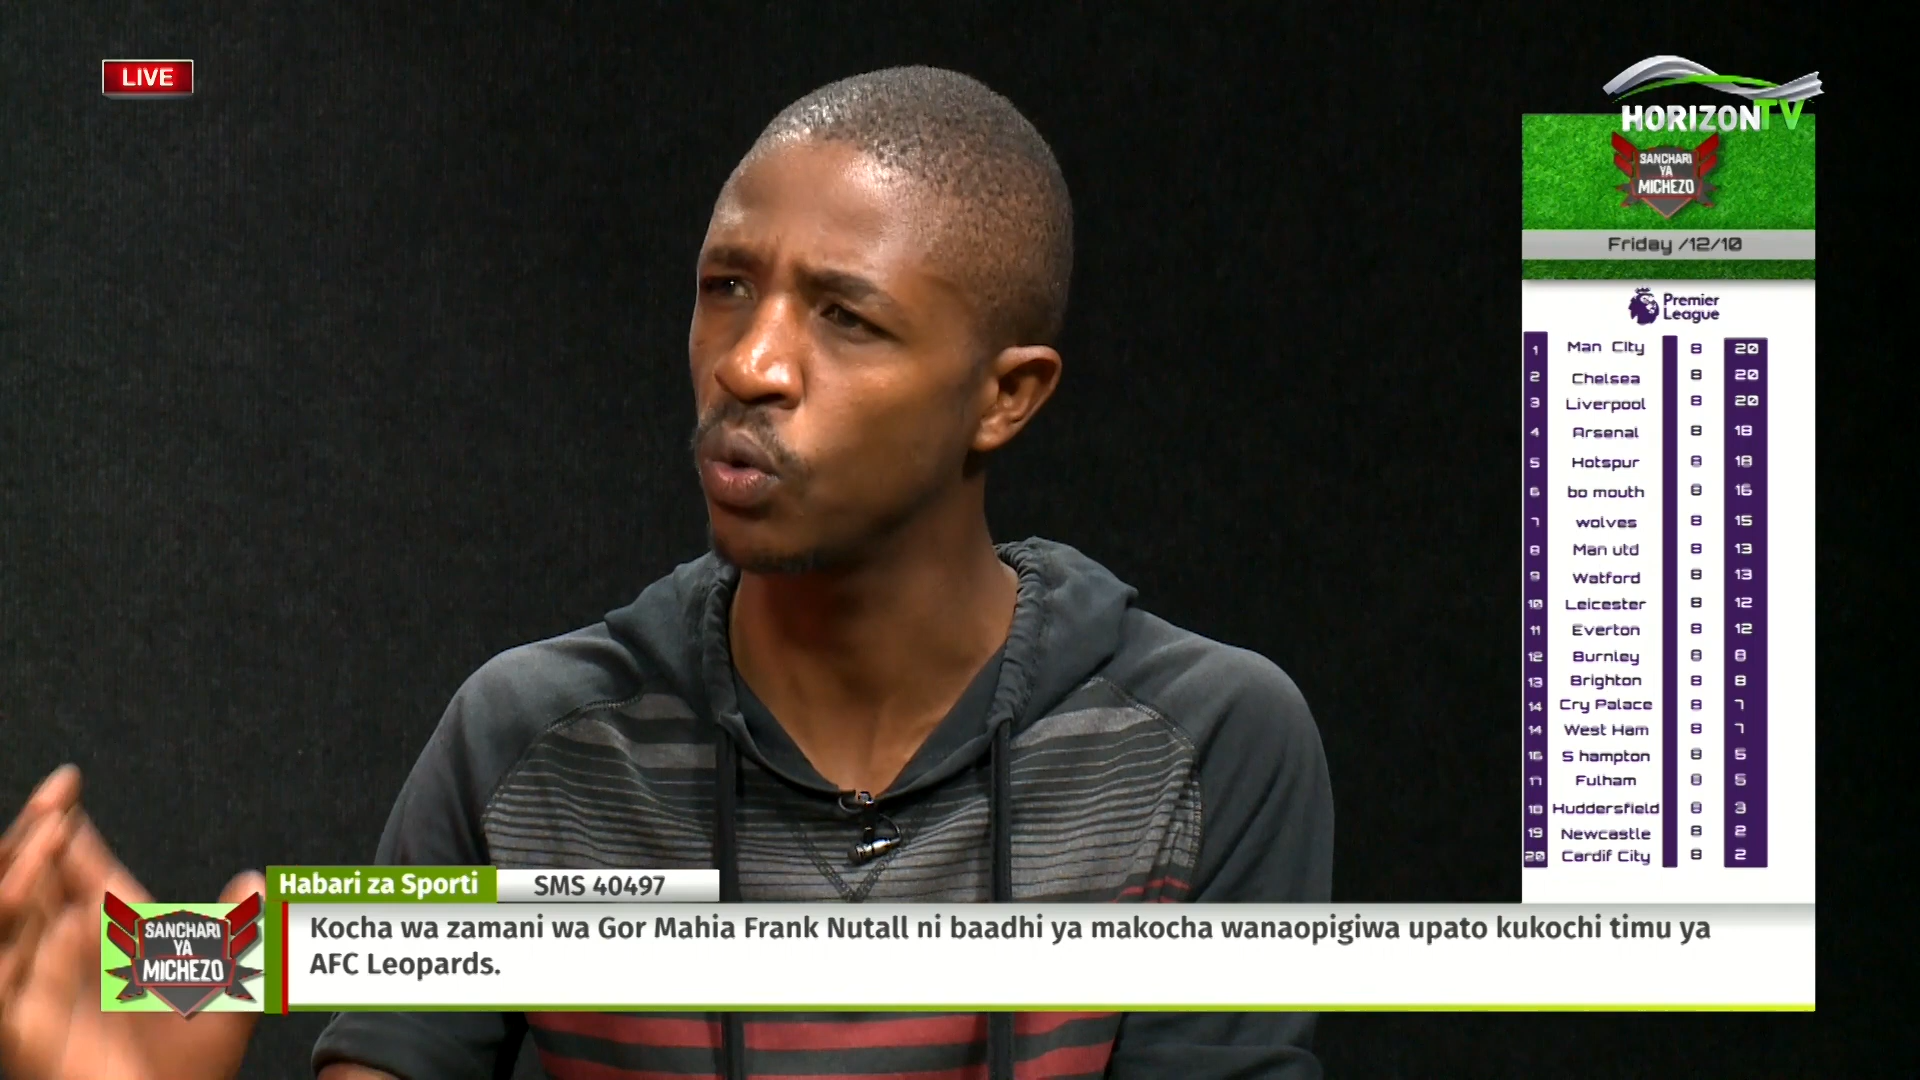 LIVE
HORIZON TV
SANCHARI
YA
MICHEZO
Friday /12/10
Premier
League
1 Man City 8 20
2 Chelsea 8 20
3 Liverpool 8 20
4 Arsenal 8 18
5 Hotspur 8 18
6 bo mouth 8 16
7 wolves 8 15
8 Man utd 8 13
9 Watford 8 13
10 Leicester 8 12
11 Everton 8 12
12 Burnley 8 8
13 Brighton 8 8
14 Cry Palace 8 7
14 West Ham 8 7
16 S hampton 8 5
17 Fulham 8 5
18 Huddersfield 8 3
19 Newcastle 8 2
20 Cardif City 8 2
Habari za Sporti SMS 40497
SANCHARI
YA
MICHEZO
Kocha wa zamani wa Gor Mahia Frank Nutall ni baadhi ya makocha wanaopigiwa upato kukochi timu ya
AFC Leopards.